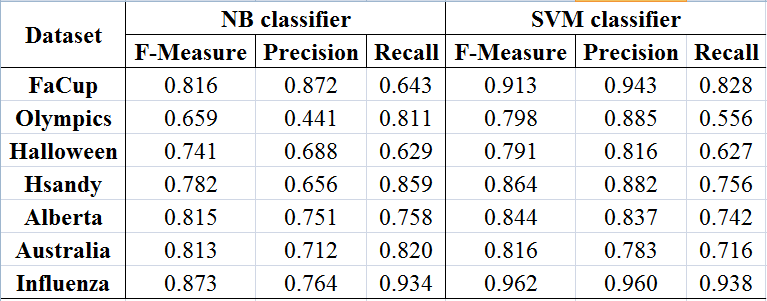 Dataset NB classifier SVM classifier
F-Measure Precision Recall F-Measure Precision Recall
FaCup 0.816 0.872 0.643 0.913 0.943 0.828
Olympics 0.659 0.441 0.811 0.798 0.885 0.556
Halloween 0.741 0.688 0.629 0.791 0.816 0.627
Hsandy 0.782 0.656 0.859 0.864 0.882 0.756
Alberta 0.815 0.751 0.758 0.844 0.837 0.742
Australia 0.813 0.712 0.820 0.816 0.783 0.716
Influenza 0.873 0.764 0.934 0.962 0.960 0.938